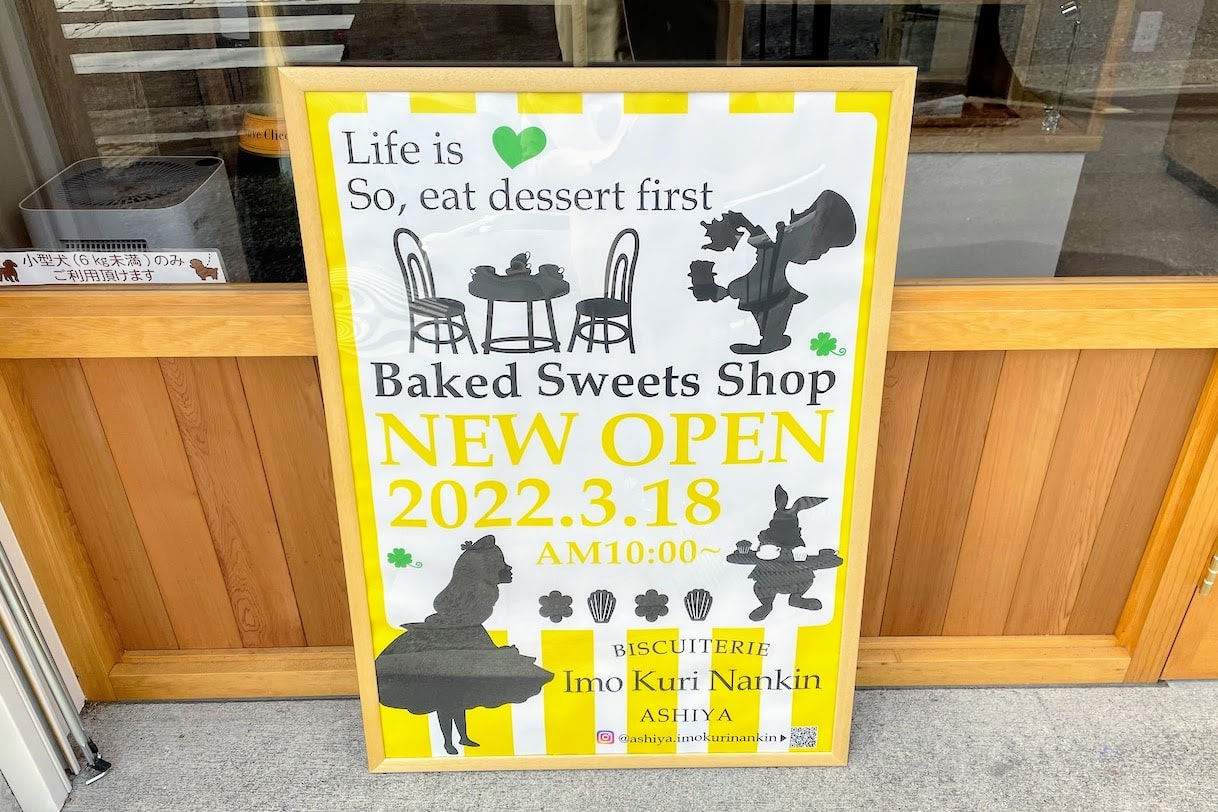 Life is
So, eat dessert first
Baked Sweets Shop
NEW OPEN
2022.3.18
AM10:00~
BISCUITERIE
Imo Kuri Nankin
ASHIYA
@ashiya.imokurinankin
小型犬(6kg未満)のみ
ご利用頂けます